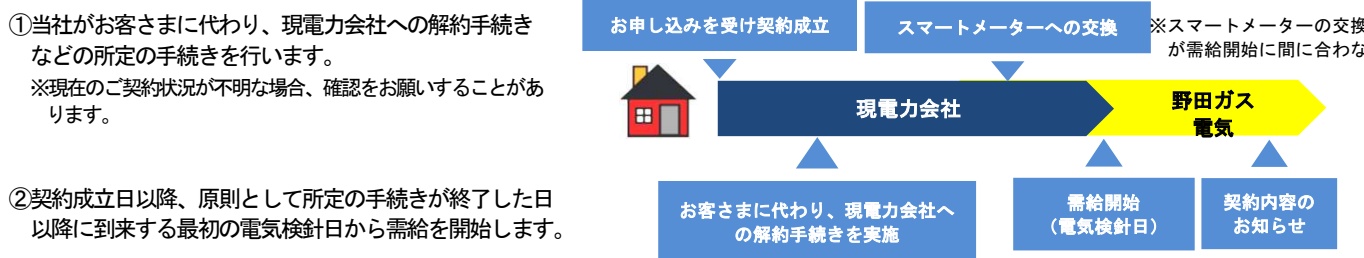 ①当社がお客さまに代わり、現電力会社への解約手続き
などの所定の手続きを行います。
※現在のご契約状況が不明な場合、確認をお願いすることがあ
ります。
②契約成立日以降、原則として所定の手続きが終了した日
以降に到来する最初の電気検針日から需給を開始します。
お申し込みを受け契約成立
スマートメーターへの交換
※スマートメーターの交換
が需給開始に間に合わな
現電力会社
野田ガス
電気
お客さまに代わり、現電力会社へ
の解約手続きを実施
需給開始
（電気検針日）
契約内容の
お知らせ